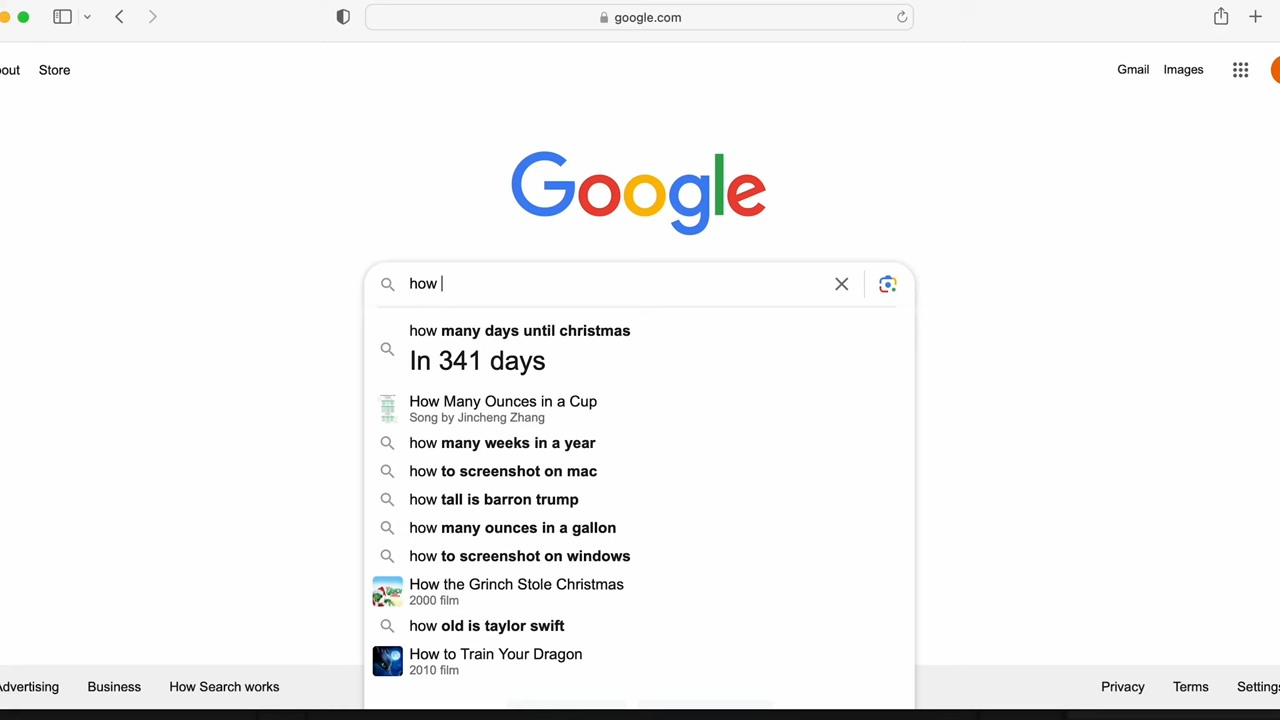 google.com
out Store Gmail Images
Google
how
how many days until christmas
In 341 days
How Many Ounces in a Cup
Song by Jincheng Zhang
how many weeks in a year
how to screenshot on mac
how tall is barron trump
how many ounces in a gallon
how to screenshot on windows
How the Grinch Stole Christmas
2000 film
how old is taylor swift
How to Train Your Dragon
2010 film
dvertising Business How Search works Privacy Terms Settings